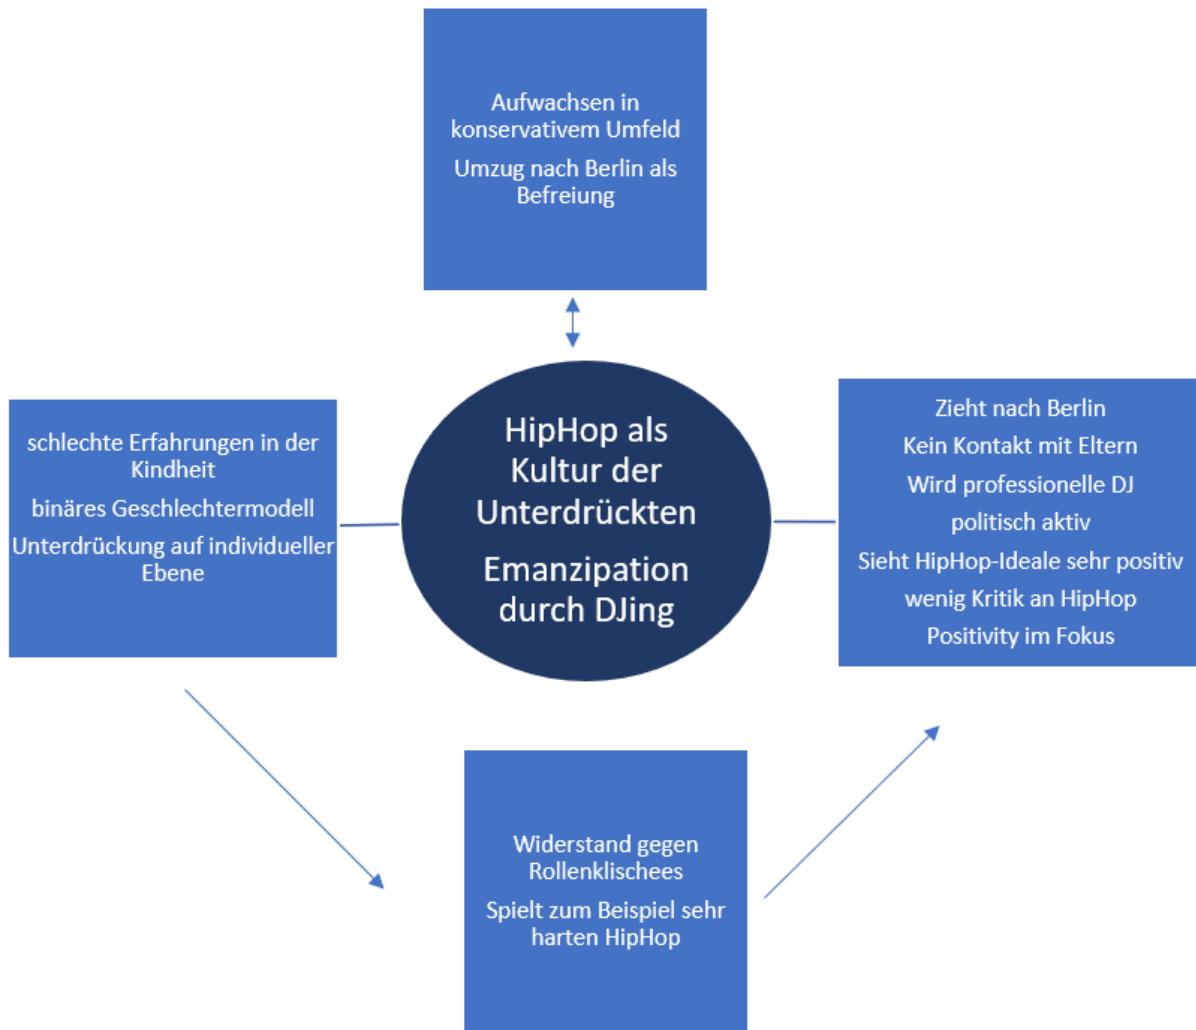 Aufwachsen in
konservativem Umfeld
Umzug nach Berlin als
Befreiung
schlechte Erfahrungen in der
Kindheit
binäres Geschlechtermodell
Unterdrückung auf individueller
Ebene
HipHop als
Kultur der
Unterdrückten
Emanzipation
durch DJing
Zieht nach Berlin
Kein Kontakt mit Eltern
Wird professionelle DJ
politisch aktiv
Sieht HipHop-Ideale sehr positiv
wenig Kritik an HipHop
Positivity im Fokus
Widerstand gegen
Rollenklischees
Spielt zum Beispiel sehr
harten HipHop